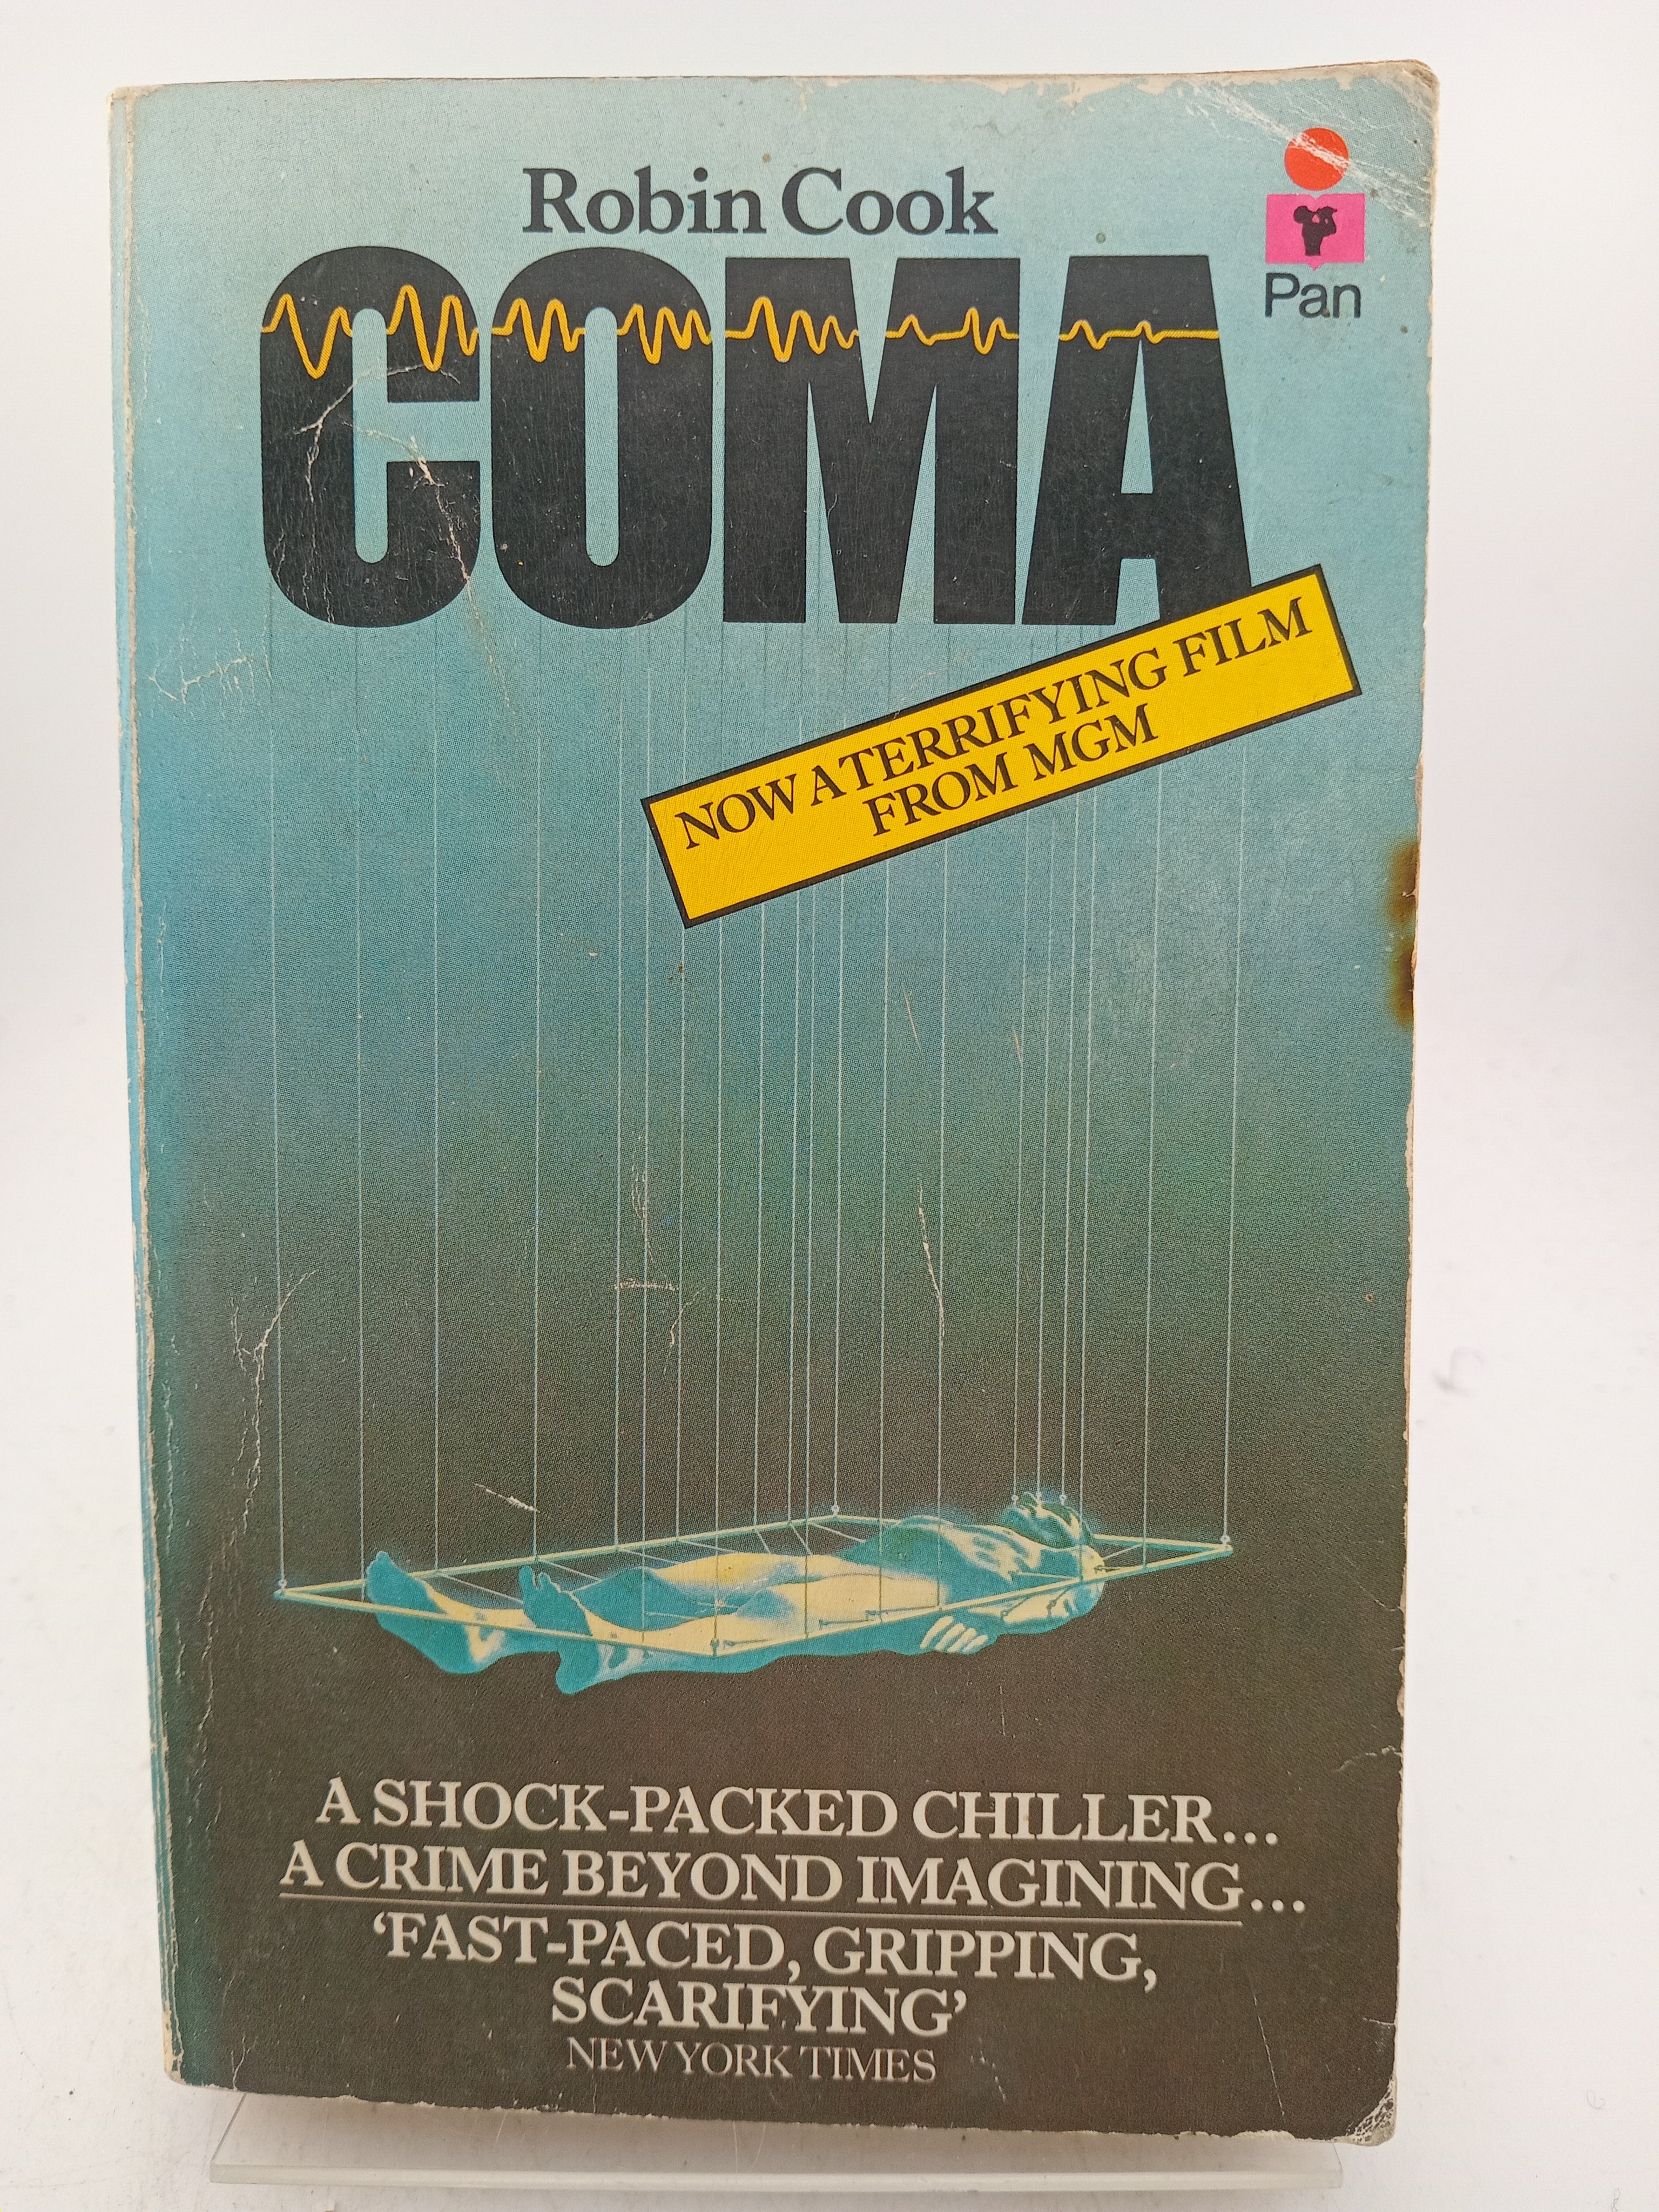 Robin Cook
Pan
COMA
NOW A TERRIFYING FILM
FROM MGM
A SHOCK-PACKED CHILLER...
A CRIME BEYOND IMAGINING...
‘FAST-PACED, GRIPPING,
SCARIFYING’
NEW YORK TIMES